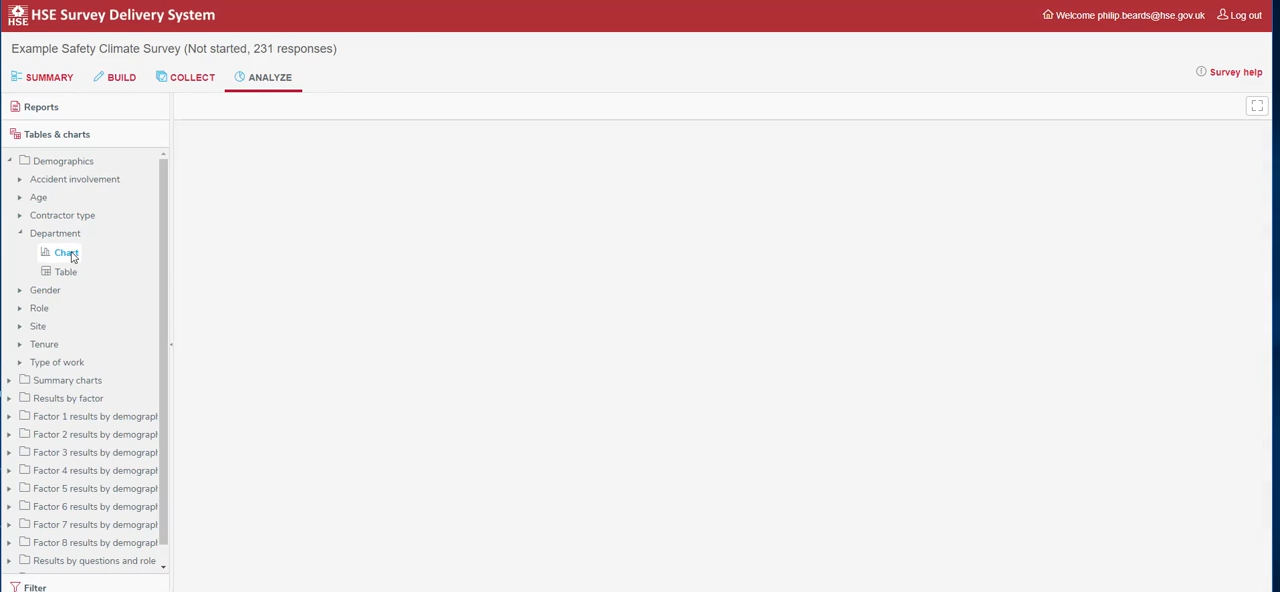 HSE HSE Survey Delivery System
Welcome philip.beards@hse.gov.uk Log out
Example Safety Climate Survey (Not started, 231 responses)
SUMMARY BUILD COLLECT ANALYZE
Survey help
Reports
Tables & charts
Demographics
Accident involvement
Age
Contractor type
Department
Chart
Table
Gender
Role
Site
Tenure
Type of work
Summary charts
Results by factor
Factor 1 results by demograph
Factor 2 results by demograph
Factor 3 results by demograph
Factor 4 results by demograph
Factor 5 results by demograph
Factor 6 results by demograph
Factor 7 results by demograph
Factor 8 results by demograph
Results by questions and role
Filter